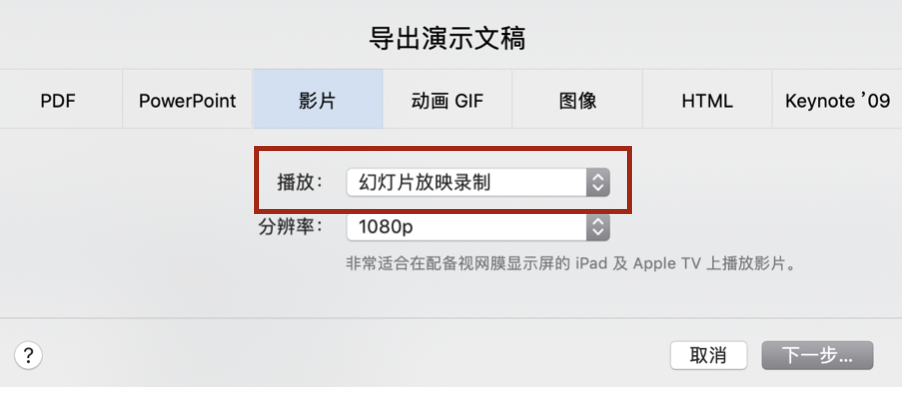 导出演示文稿
PDF PowerPoint 影片 动画 GIF 图像 HTML Keynote ’09
播放： 幻灯片放映录制
分辨率： 1080p
非常适合在配备视网膜显示屏的 iPad 及 Apple TV 上播放影片。
? 取消 下一步...